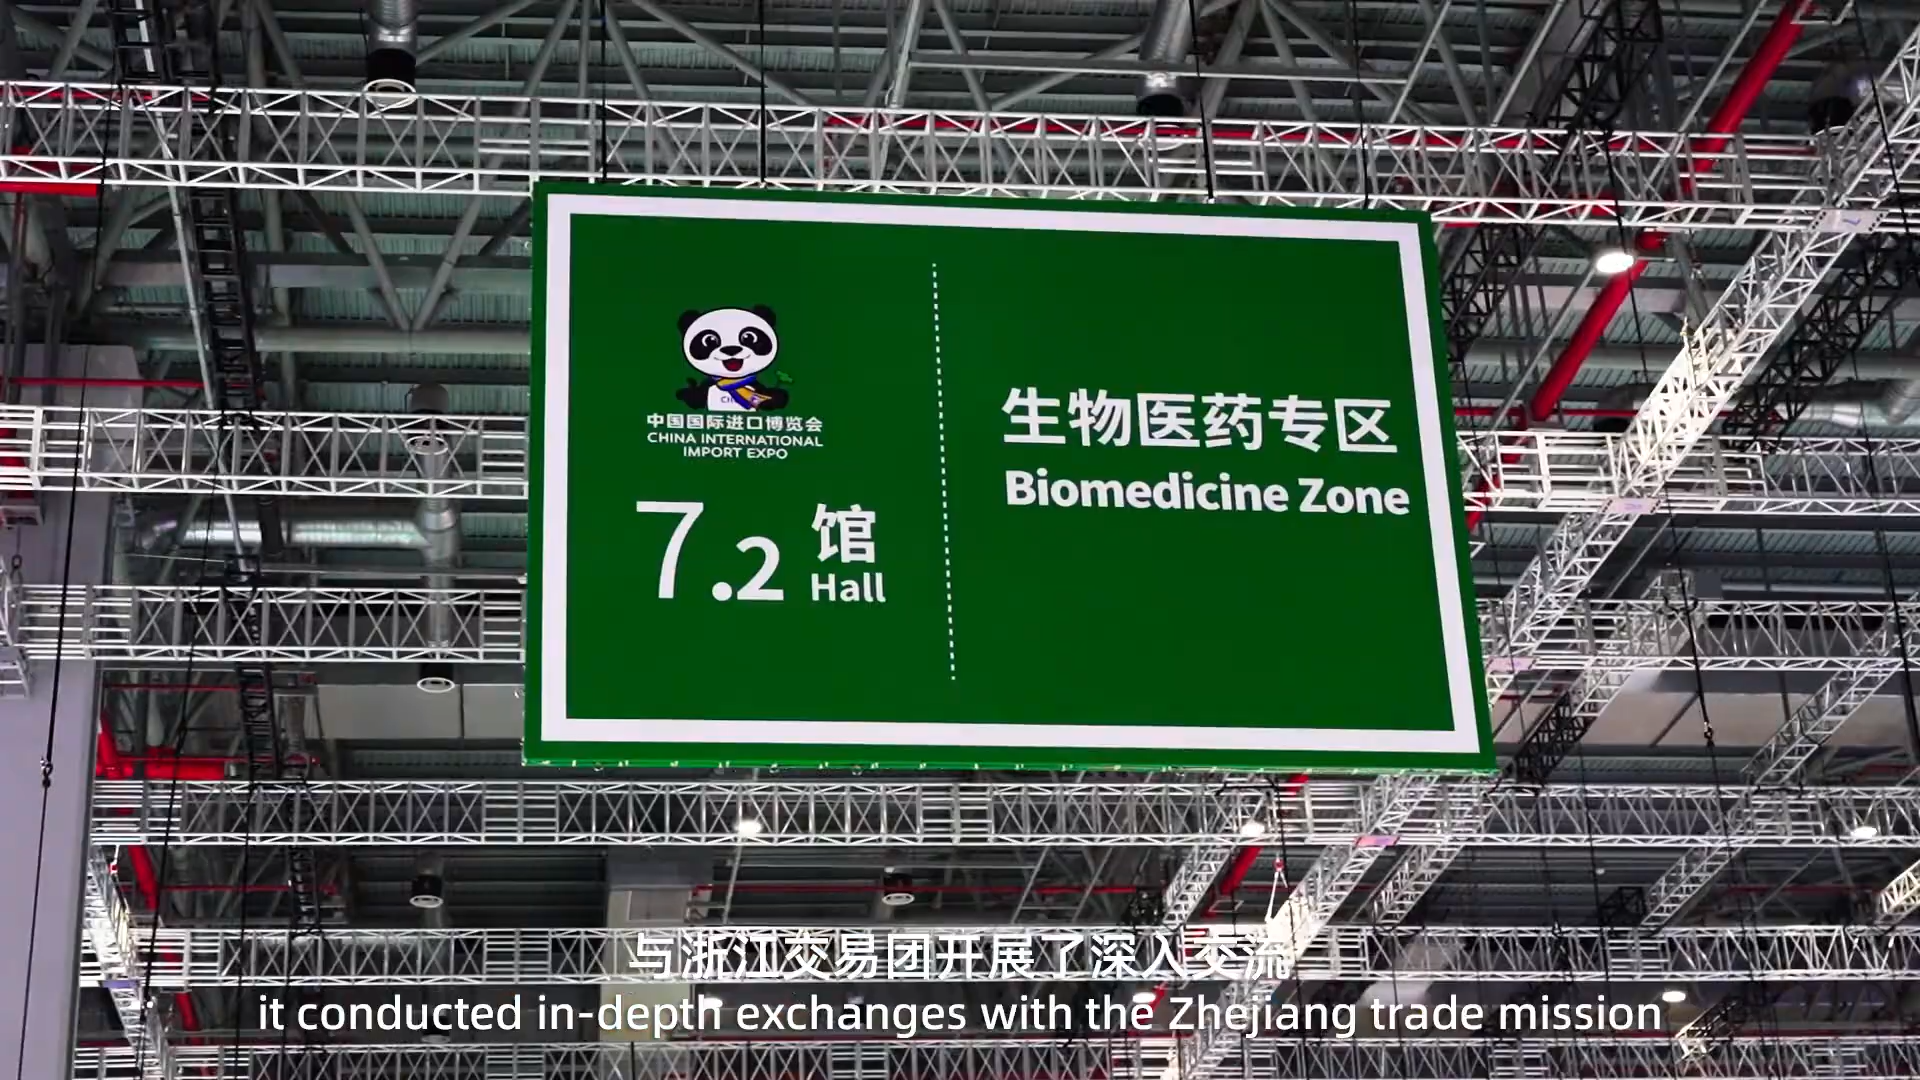 中国国际进口博览会
CHINA INTERNATIONAL
IMPORT EXPO
7.2 馆
Hall
生物医药专区
Biomedicine Zone
与浙江交易团开展了深入交流
it conducted in-depth exchanges with the Zhejiang trade mission